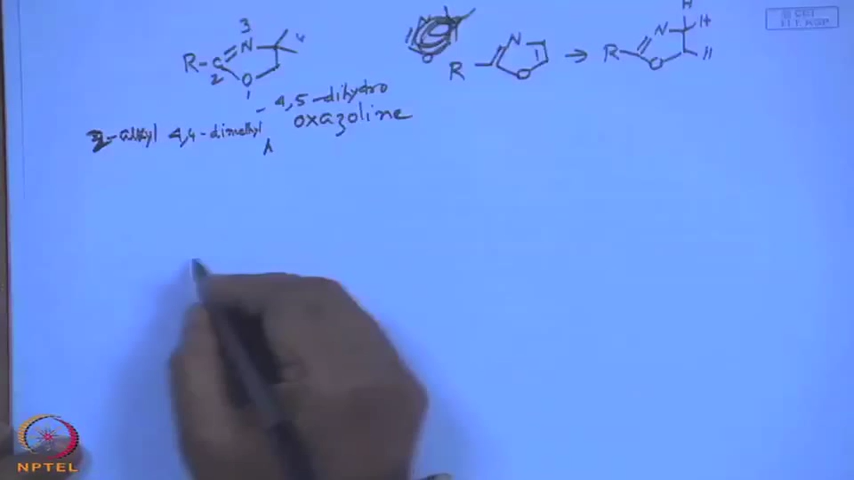 3
R-C=N 4
2 O
1
R N O
→
R N O H H H
- 4,5-dihydro
2-alkyl 4,4-dimethyl oxazoline
NPTEL